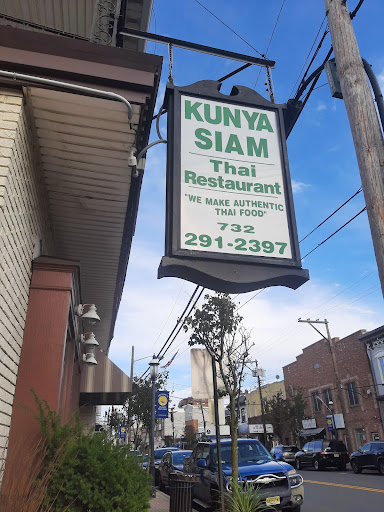 KUNYA
SIAM
Thai
Restaurant
"WE MAKE AUTHENTIC
THAI FOOD"
732
291-2397